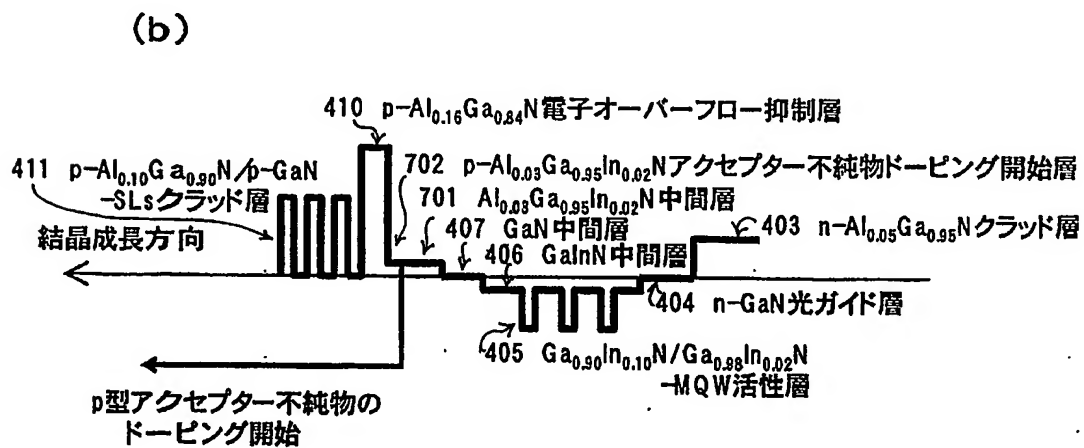 (b)
410 p-Al0.16Ga0.84N電子オーバーフロー抑制層
411 p-Al0.10Ga0.90N/p-GaN
-SLsクラッド層
702 p-Al0.03Ga0.95In0.02Nアクセプター不純物ドーピング開始層
701 Al0.03Ga0.95In0.02N中間層
407 GaN中間層
403 n-Al0.05Ga0.95Nクラッド層
結晶成長方向
406 GaInN中間層
404 n-GaN光ガイド層
405 Ga0.90In0.10N/Ga0.98In0.02N
-MQW活性層
p型アクセプター不純物の
ドーピング開始